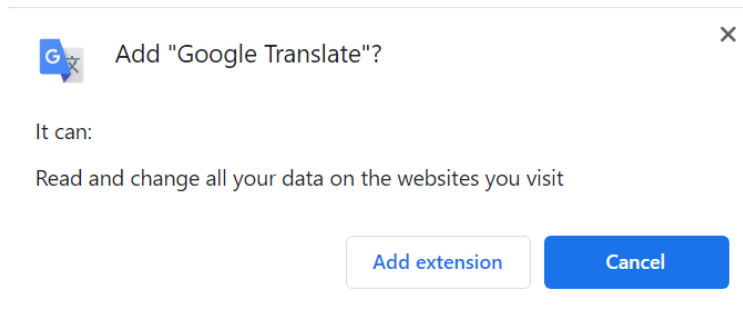 G 文
Add "Google Translate"?
It can:
Read and change all your data on the websites you visit
Add extension
Cancel